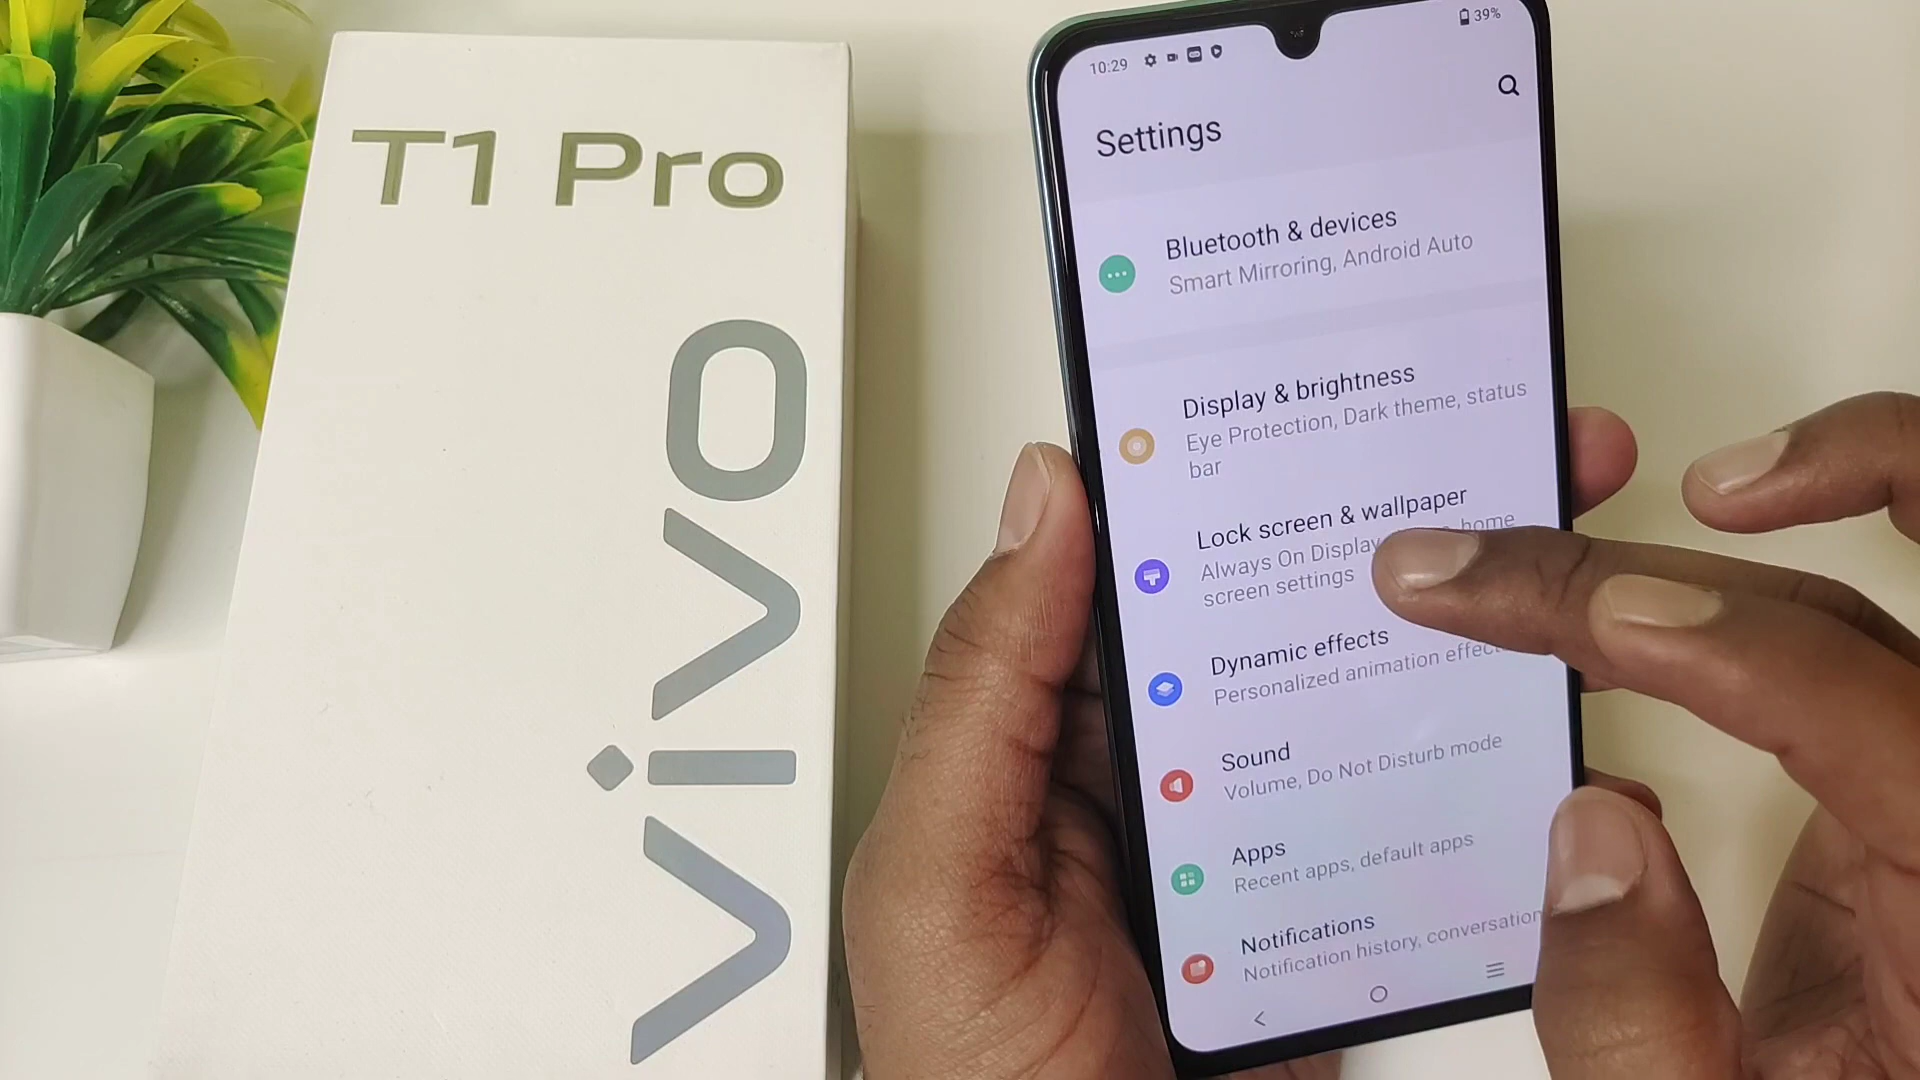 T1 Pro
vivo
10:29
39%
Settings
Bluetooth & devices
Smart Mirroring, Android Auto
Display & brightness
Eye Protection, Dark theme, status
bar
Lock screen & wallpaper
Always On Display home
screen settings
Dynamic effects
Personalized animation
Sound
Volume, Do Not Disturb mode
Apps
Recent apps, default apps
Notifications
Notification history, conversation